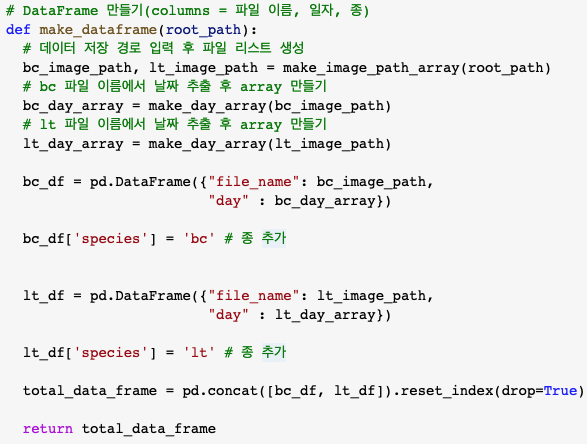 # DataFrame 만들기(columns = 파일 이름, 일자, 종)
def make_dataframe(root_path):
  # 데이터 저장 경로 입력 후 파일 리스트 생성
  bc_image_path, lt_image_path = make_image_path_array(root_path)
  # bc 파일 이름에서 날짜 추출 후 array 만들기
  bc_day_array = make_day_array(bc_image_path)
  # lt 파일 이름에서 날짜 추출 후 array 만들기
  lt_day_array = make_day_array(lt_image_path)

  bc_df = pd.DataFrame({"file_name": bc_image_path,
                        "day" : bc_day_array})

  bc_df['species'] = 'bc' # 종 추가


  lt_df = pd.DataFrame({"file_name": lt_image_path,
                        "day" : lt_day_array})

  lt_df['species'] = 'lt' # 종 추가

  total_data_frame = pd.concat([bc_df, lt_df]).reset_index(drop=True)

  return total_data_frame